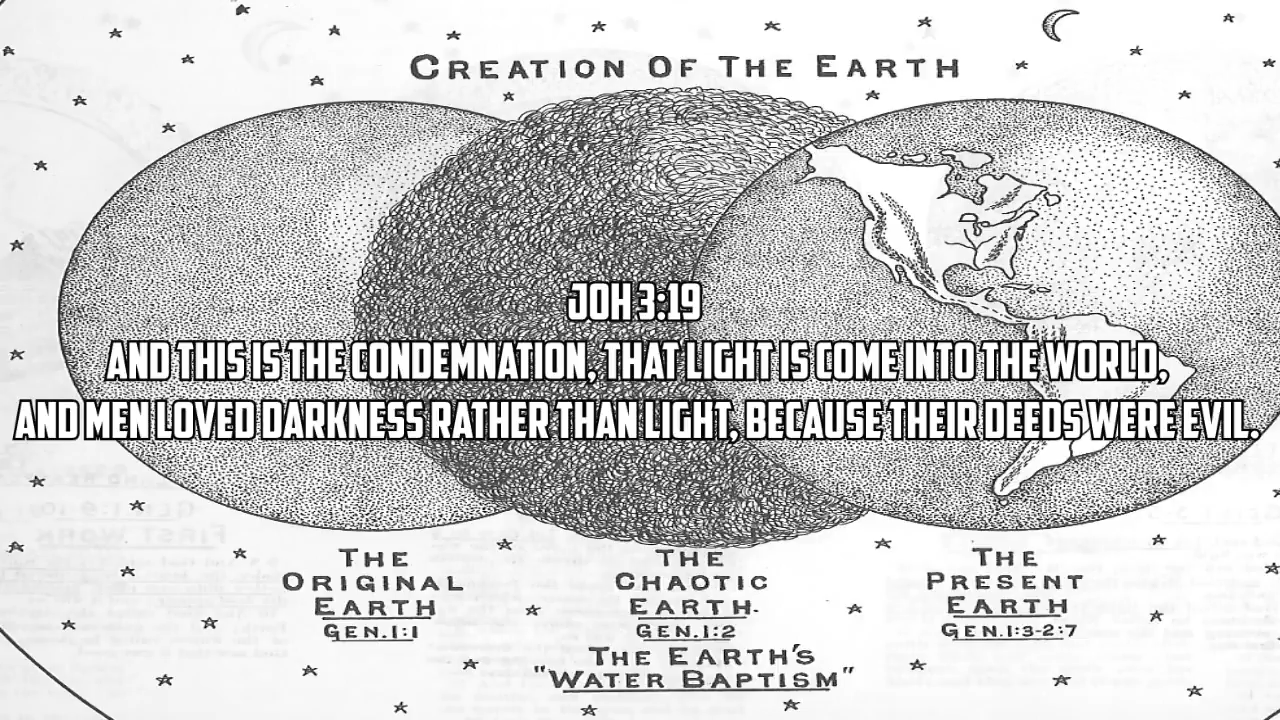 CREATION OF THE EARTH
JOH 3:19
AND THIS IS THE CONDEMNATION, THAT LIGHT IS COME INTO THE WORLD,
AND MEN LOVED DARKNESS RATHER THAN LIGHT, BECAUSE THEIR DEEDS WERE EVIL.
THE
ORIGINAL
EARTH
GEN.1:1
THE
CHAOTIC
EARTH.
GEN.1:2
THE EARTH'S
"WATER BAPTISM"
THE
PRESENT
EARTH
GEN.1:3-2:7